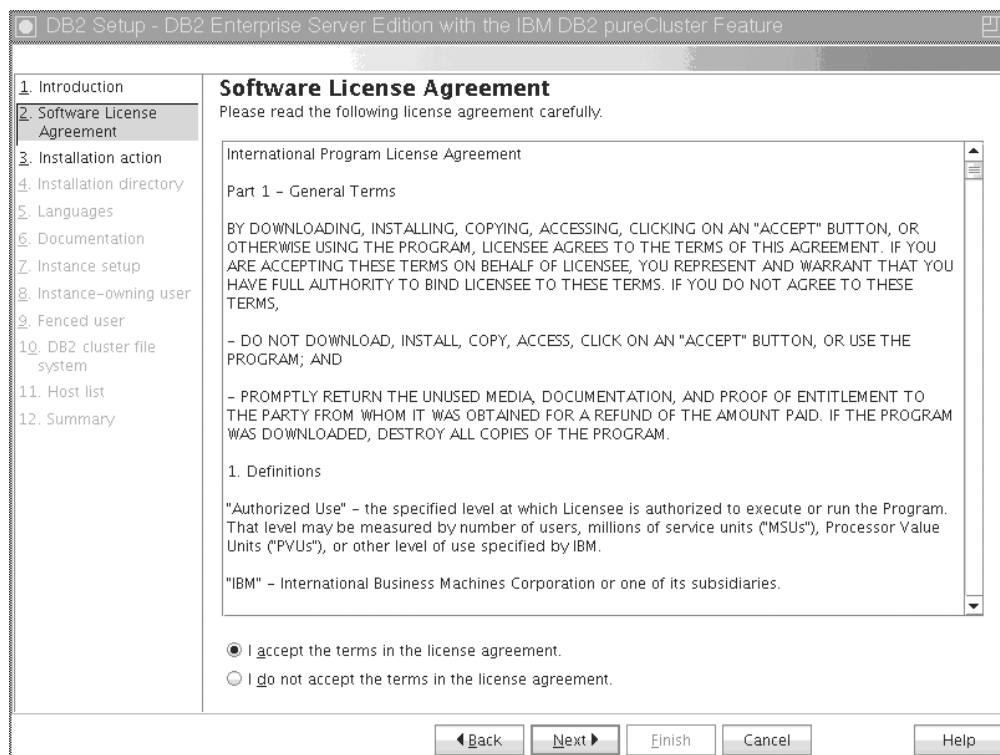 DB2 Setup - DB2 Enterprise Server Edition with the IBM DB2 pureCluster Feature
1. Introduction
2. Software License
Agreement
3. Installation action
4. Installation directory
5. Languages
6. Documentation
7. Instance setup
8. Instance-owning user
9. Fenced user
10. DB2 cluster file
system
11. Host list
12. Summary
Software License Agreement
Please read the following license agreement carefully.
International Program License Agreement
Part 1 - General Terms
BY DOWNLOADING, INSTALLING, COPYING, ACCESSING, CLICKING ON AN "ACCEPT" BUTTON, OR
OTHERWISE USING THE PROGRAM, LICENSEE AGREES TO THE TERMS OF THIS AGREEMENT. IF YOU
ARE ACCEPTING THESE TERMS ON BEHALF OF LICENSEE, YOU REPRESENT AND WARRANT THAT YOU
HAVE FULL AUTHORITY TO BIND LICENSEE TO THESE TERMS. IF YOU DO NOT AGREE TO THESE
TERMS,
- DO NOT DOWNLOAD, INSTALL, COPY, ACCESS, CLICK ON AN "ACCEPT" BUTTON, OR USE THE
PROGRAM; AND
- PROMPTLY RETURN THE UNUSED MEDIA, DOCUMENTATION, AND PROOF OF ENTITLEMENT TO
THE PARTY FROM WHOM IT WAS OBTAINED FOR A REFUND OF THE AMOUNT PAID. IF THE PROGRAM
WAS DOWNLOADED, DESTROY ALL COPIES OF THE PROGRAM.
1. Definitions
"Authorized Use" - the specified level at which Licensee is authorized to execute or run the Program.
That level may be measured by number of users, millions of service units ("MSUs"), Processor Value
Units ("PVUs"), or other level of use specified by IBM.
"IBM" - International Business Machines Corporation or one of its subsidiaries.
I accept the terms in the license agreement.
I do not accept the terms in the license agreement.
Back Next Finish Cancel Help